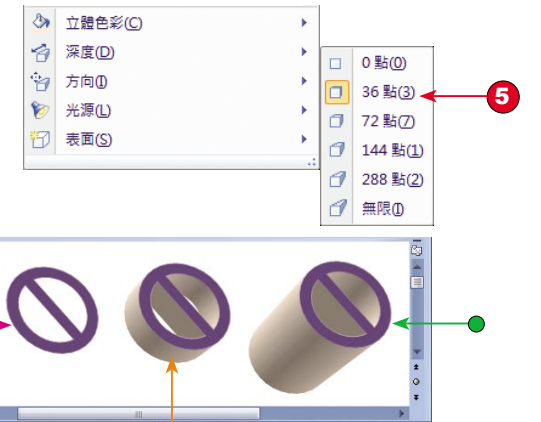 立體色彩(C)
深度(D)
方向(I)
光源(L)
表面(S)
0 點(0)
36 點(3)
72 點(7)
144 點(1)
288 點(2)
無限(I)
5